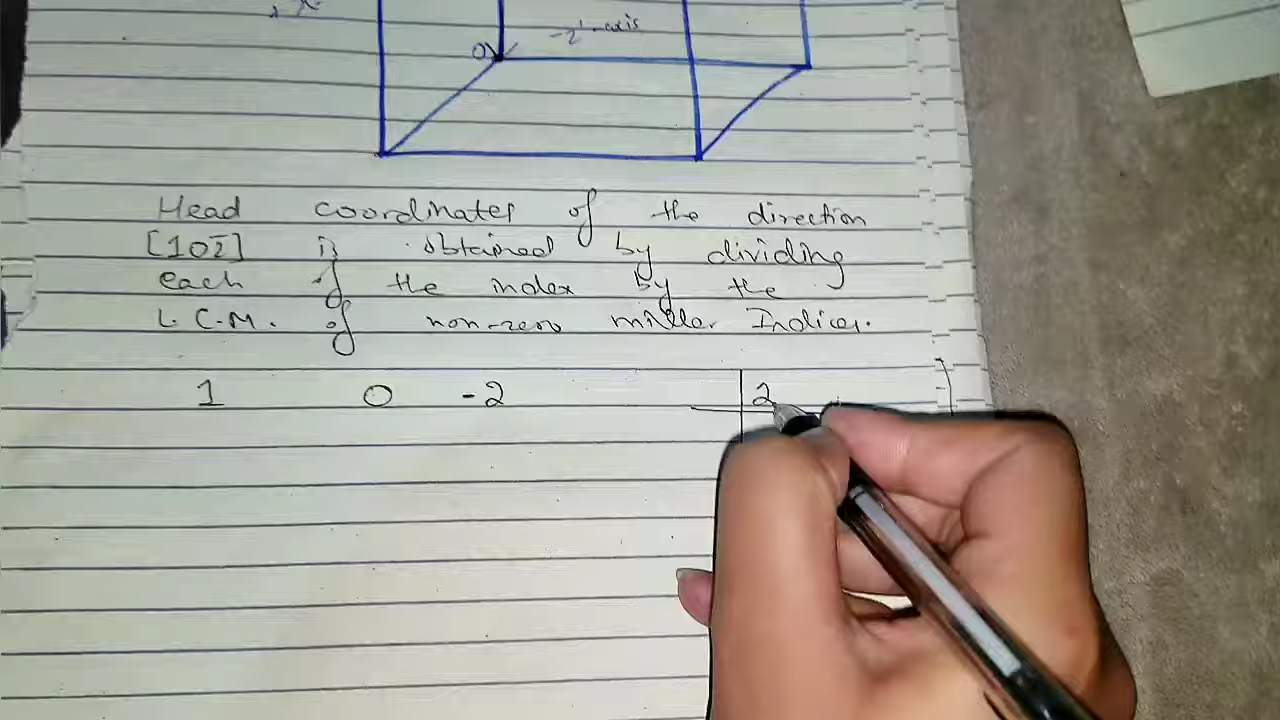 O
-2 axis
Head coordinates of the direction
[102̅] is obtained by dividing
each of the index by the
L.C.M. of non-zero miller Indices.
1 0 -2 2